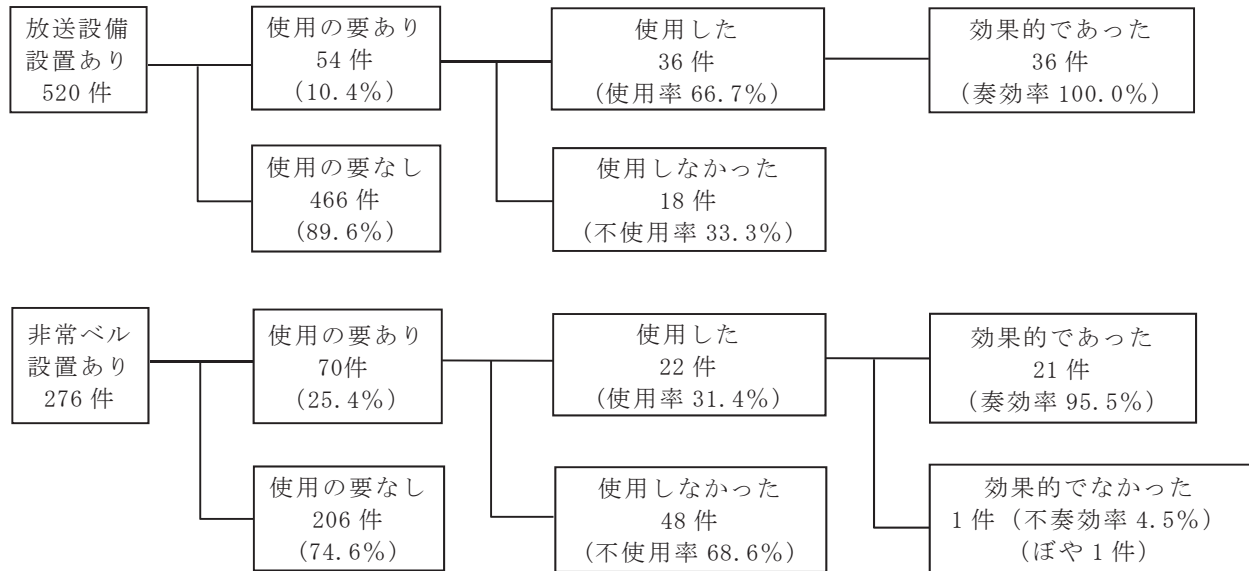 放送設備
設置あり
520 件
使用の要あり
54 件
(10.4%)
使用した
36 件
(使用率 66.7%)
効果的であった
36 件
(奏効率 100.0%)
使用の要なし
466 件
(89.6%)
使用しなかった
18 件
(不使用率 33.3%)
非常ベル
設置あり
276 件
使用の要あり
70件
(25.4%)
使用した
22 件
(使用率 31.4%)
効果的であった
21 件
(奏効率 95.5%)
使用の要なし
206 件
(74.6%)
使用しなかった
48 件
(不使用率 68.6%)
効果的でなかった
1 件 (不奏効率 4.5%)
(ぼや 1 件)